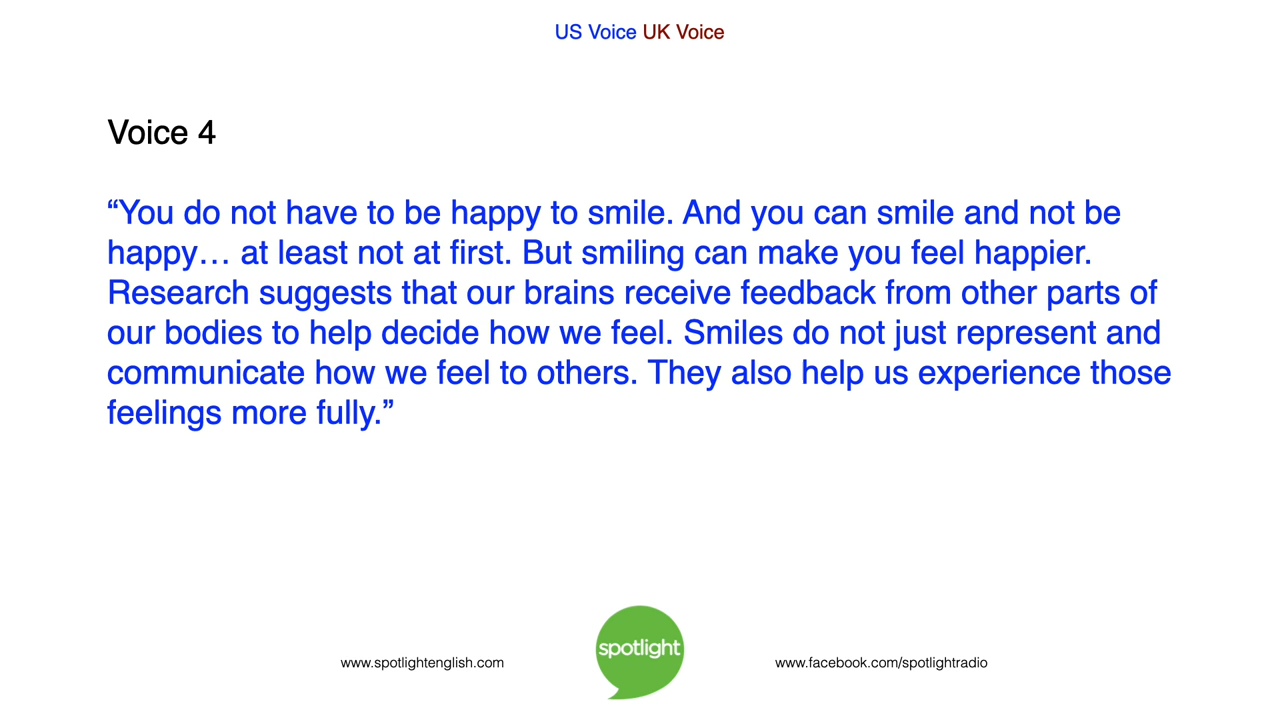 US Voice UK Voice
Voice 4
“You do not have to be happy to smile. And you can smile and not be
happy… at least not at first. But smiling can make you feel happier.
Research suggests that our brains receive feedback from other parts of
our bodies to help decide how we feel. Smiles do not just represent and
communicate how we feel to others. They also help us experience those
feelings more fully.”
spotlight
www.spotlightenglish.com
www.facebook.com/spotlightradio